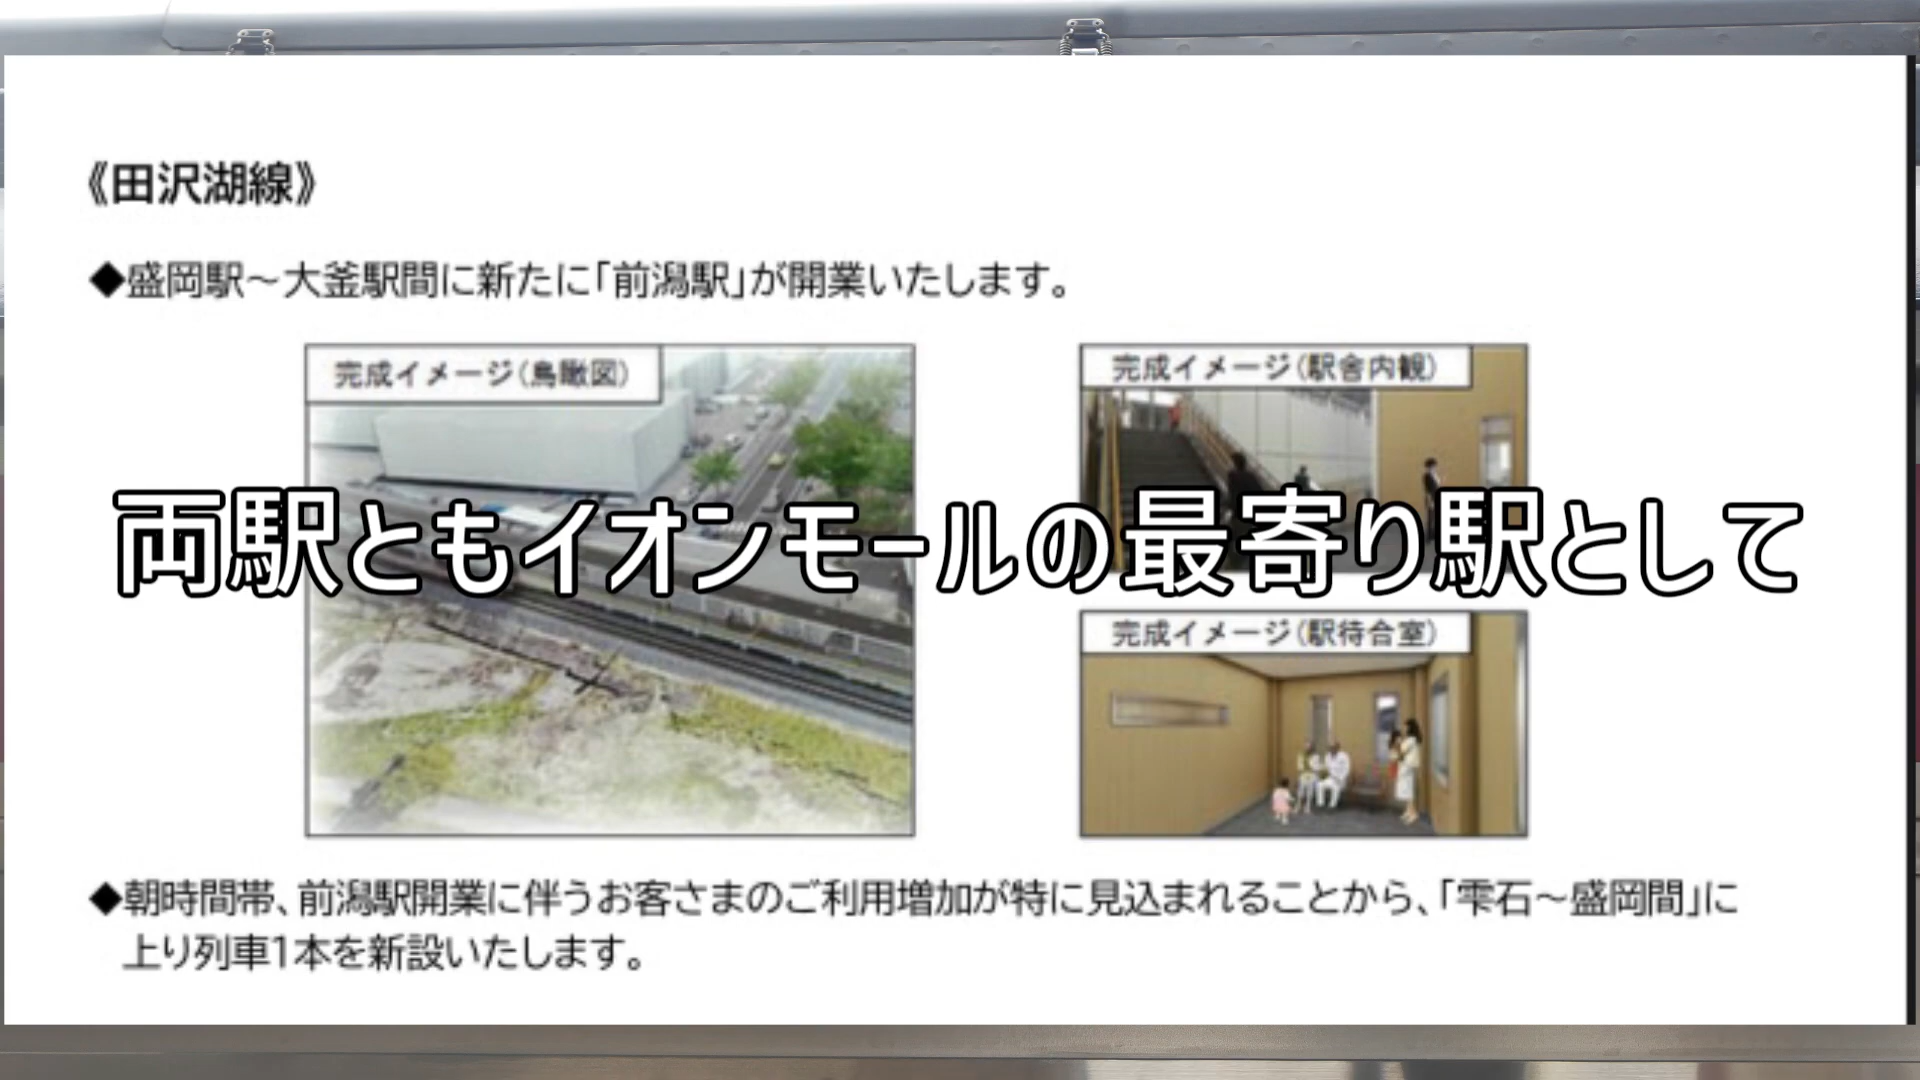 《田沢湖線》
◆盛岡駅～大釜駅間に新たに「前潟駅」が開業いたします。
完成イメージ(鳥瞰図)
完成イメージ(駅舎内観)
両駅ともイオンモールの最寄り駅として
完成イメージ(駅待合室)
◆朝時間帯、前潟駅開業に伴うお客さまのご利用増加が特に見込まれることから、「雫石～盛岡間」に
上り列車1本を新設いたします。